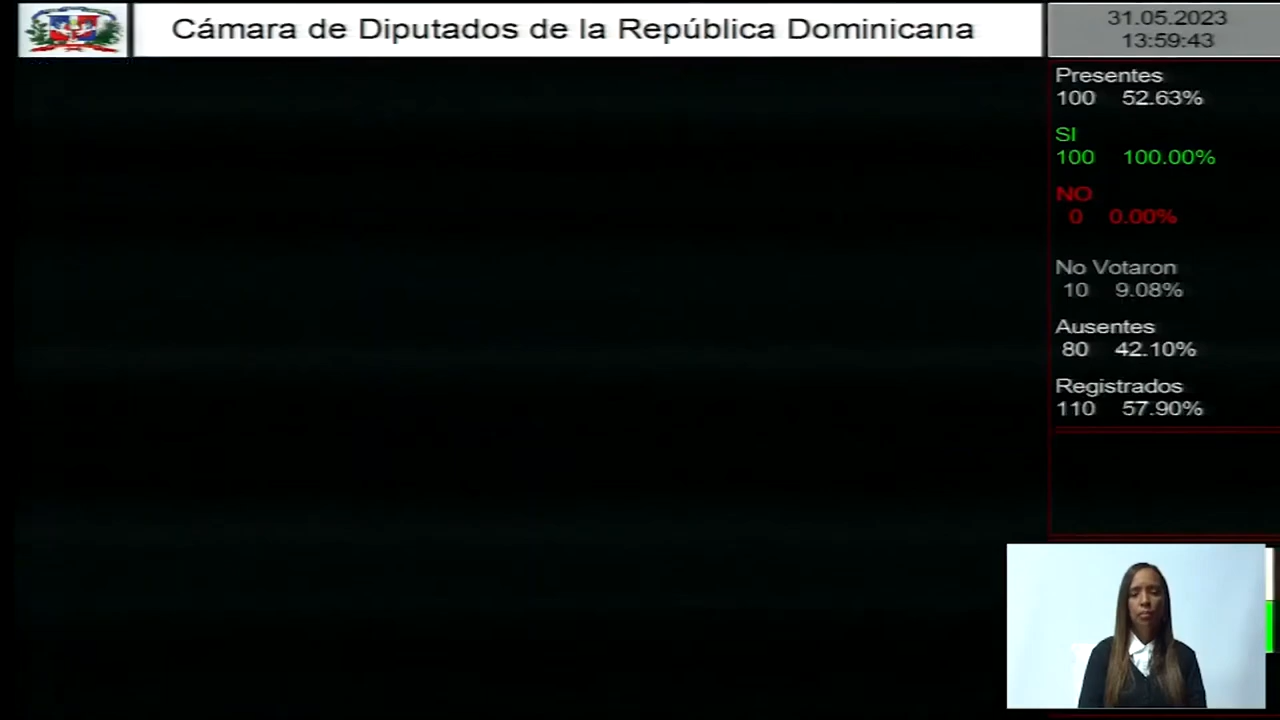 Cámara de Diputados de la República Dominicana
31.05.2023
13:59:43
Presentes
100 52.63%
SI
100 100.00%
NO
0 0.00%
No Votaron
10 9.08%
Ausentes
80 42.10%
Registrados
110 57.90%